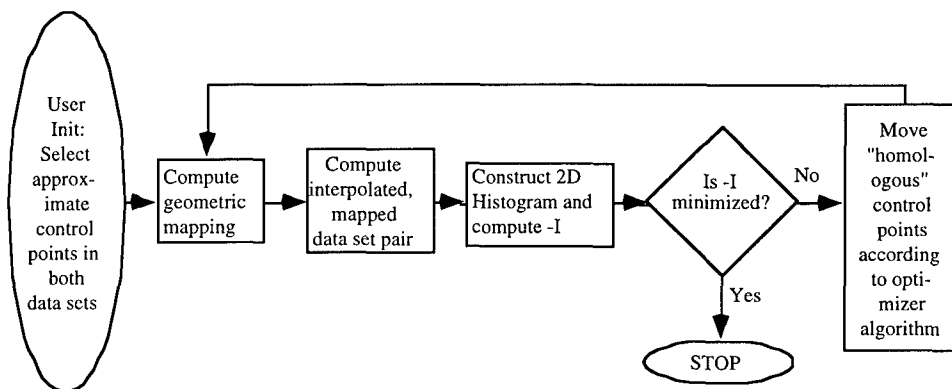 User
Init:
Select
approx-
imate
control
points in
both
data sets
Compute
geometric
mapping
Compute
interpolated,
mapped
data set pair
Construct 2D
Histogram and
compute -I
Is -I
minimized?
No
Yes
STOP
Move
"homol-
ogous"
control
points
according
to opti-
mizer
algorithm